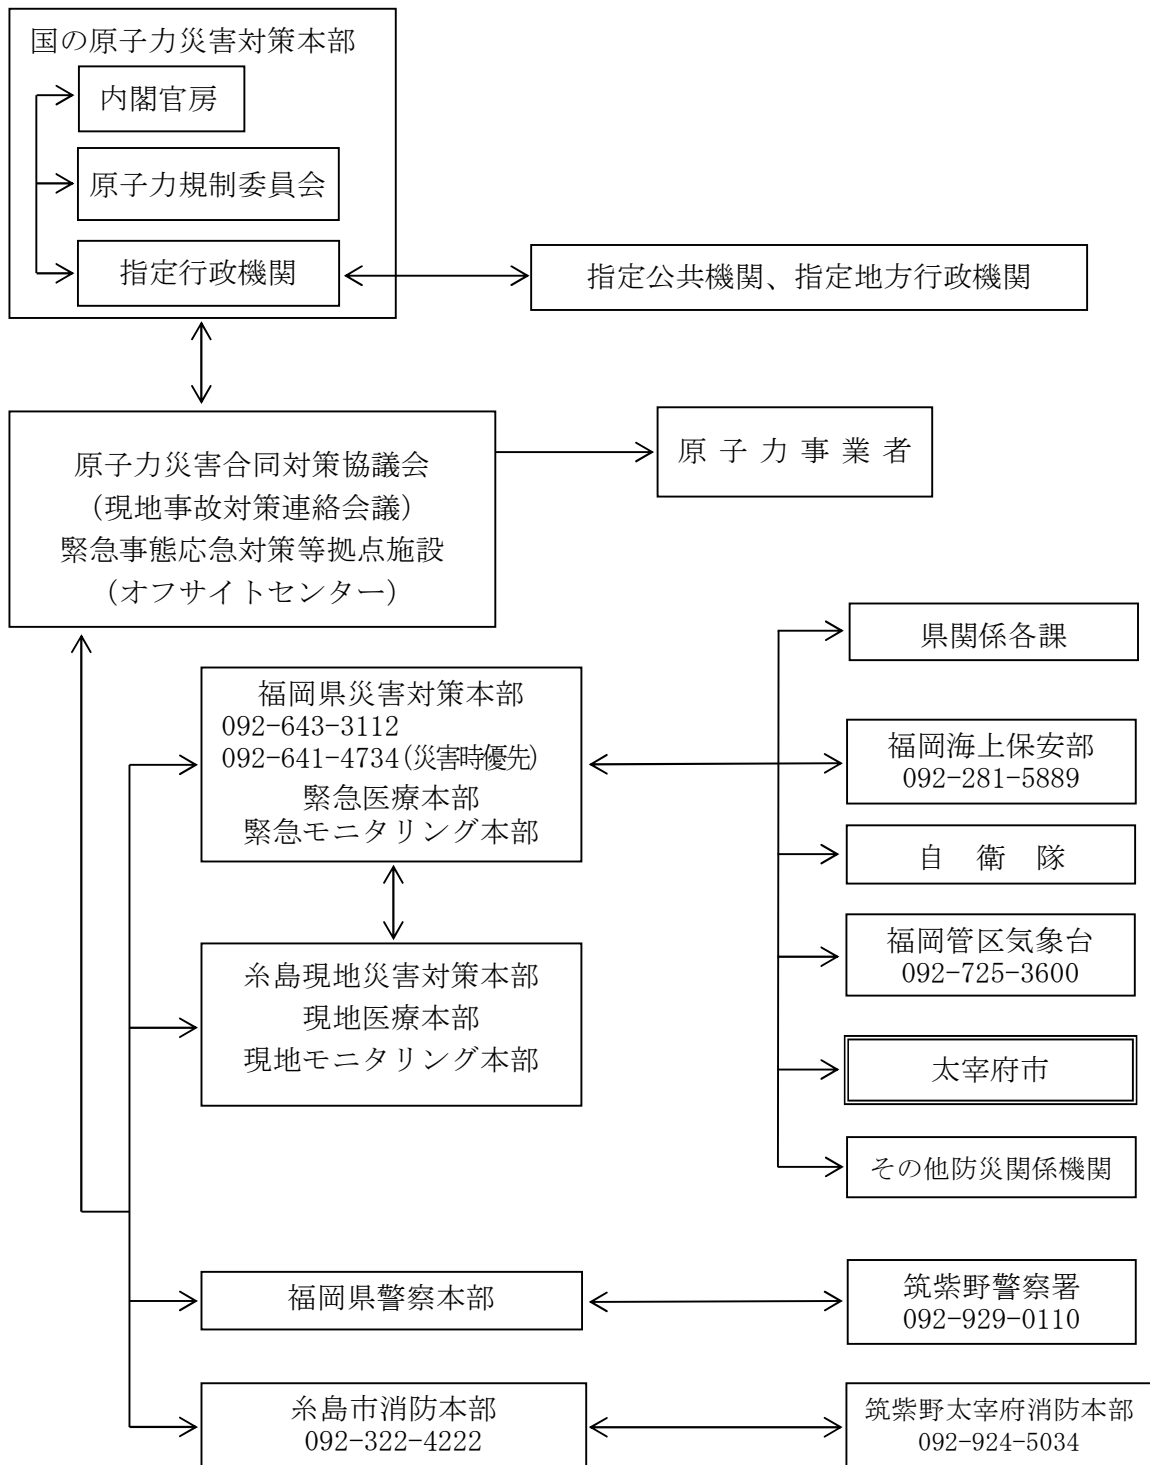 国の原子力災害対策本部
内閣官房
原子力規制委員会
指定行政機関
指定公共機関、指定地方行政機関
原子力災害合同対策協議会
(現地事故対策連絡会議)
緊急事態応急対策等拠点施設
(オフサイトセンター)
原子力事業者
福岡県災害対策本部
092-643-3112
092-641-4734(災害時優先)
緊急医療本部
緊急モニタリング本部
糸島現地災害対策本部
現地医療本部
現地モニタリング本部
県関係各課
福岡海上保安部
092-281-5889
自　衛　隊
福岡管区気象台
092-725-3600
太宰府市
その他防災関係機関
福岡県警察本部
筑紫野警察署
092-929-0110
糸島市消防本部
092-322-4222
筑紫野太宰府消防本部
092-924-5034